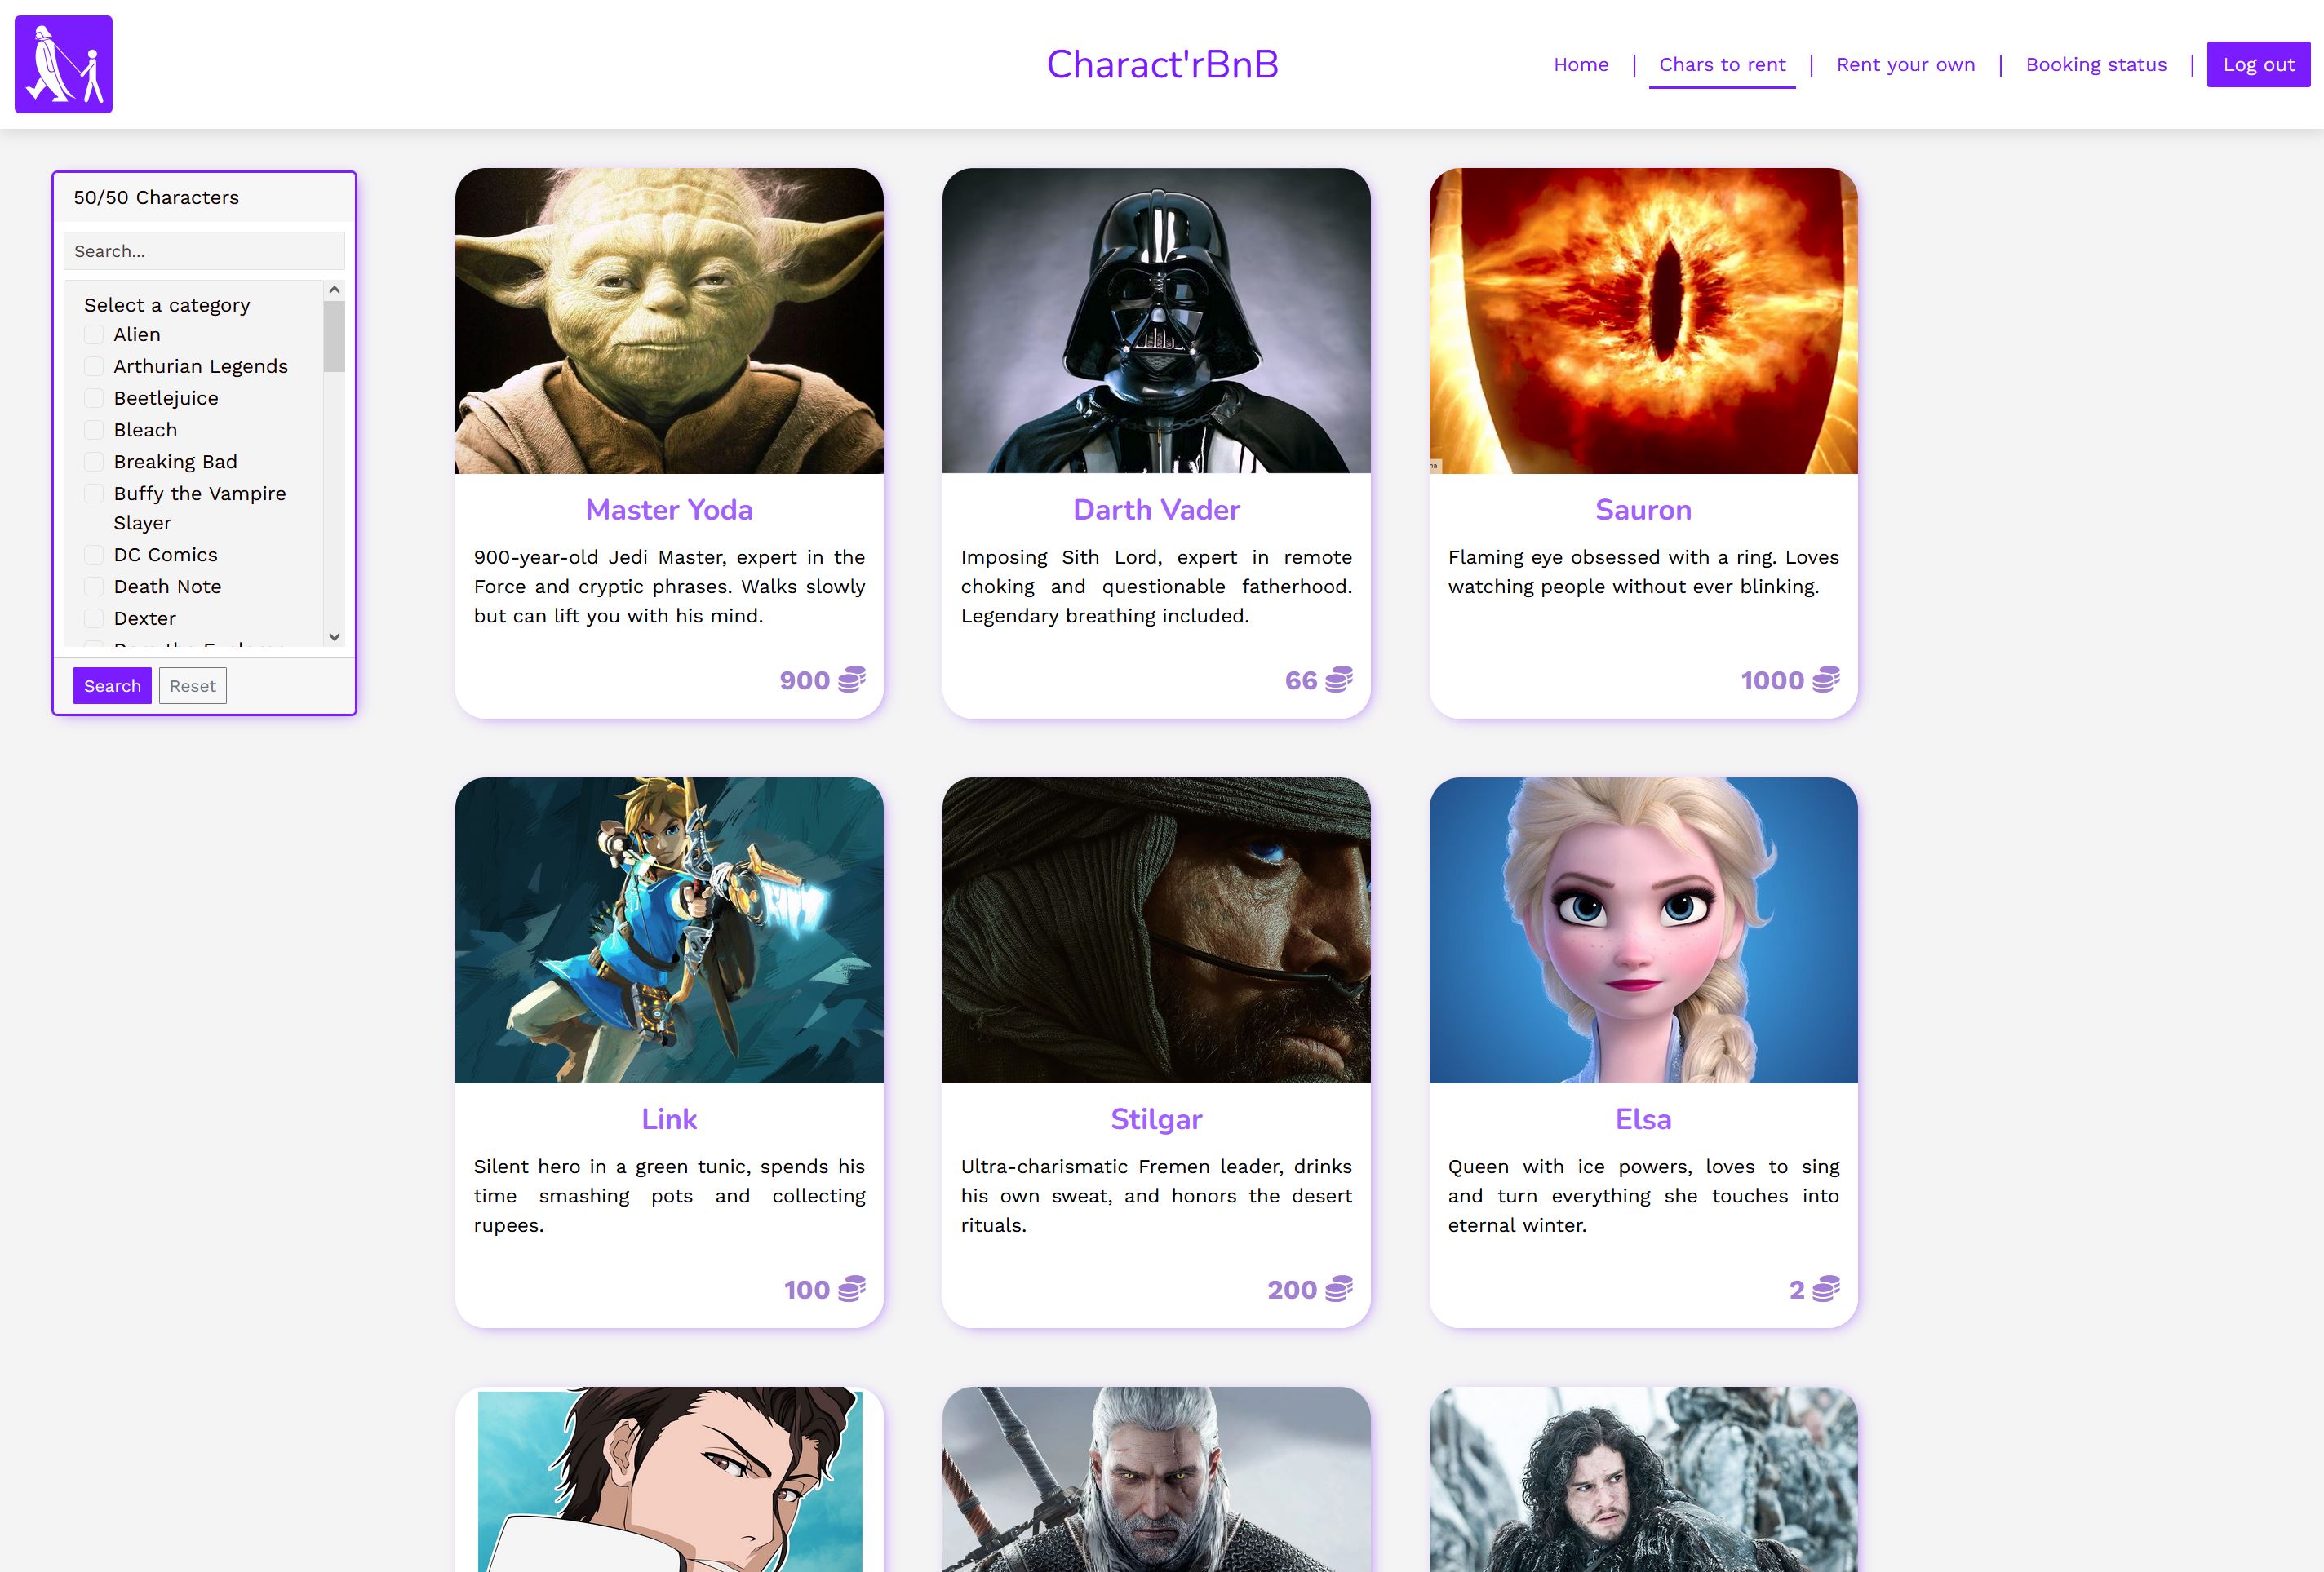 Charact'rBnB
Home | Chars to rent | Rent your own | Booking status | Log out
50/50 Characters
Search...
Select a category
Alien
Arthurian Legends
Beetlejuice
Bleach
Breaking Bad
Buffy the Vampire
Slayer
DC Comics
Death Note
Dexter
Search Reset
Master Yoda
900-year-old Jedi Master, expert in the
Force and cryptic phrases. Walks slowly
but can lift you with his mind.
900
Darth Vader
Imposing Sith Lord, expert in remote
choking and questionable fatherhood.
Legendary breathing included.
66
Sauron
Flaming eye obsessed with a ring. Loves
watching people without ever blinking.
1000
Link
Silent hero in a green tunic, spends his
time smashing pots and collecting
rupees.
100
Stilgar
Ultra-charismatic Fremen leader, drinks
his own sweat, and honors the desert
rituals.
200
Elsa
Queen with ice powers, loves to sing
and turn everything she touches into
eternal winter.
2